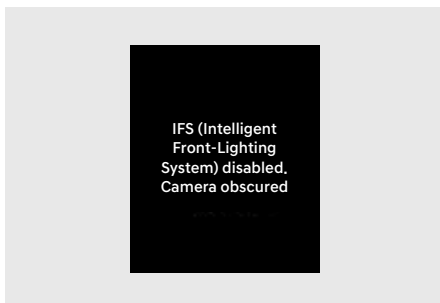 IFS (Intelligent
Front-Lighting
System) disabled.
Camera obscured